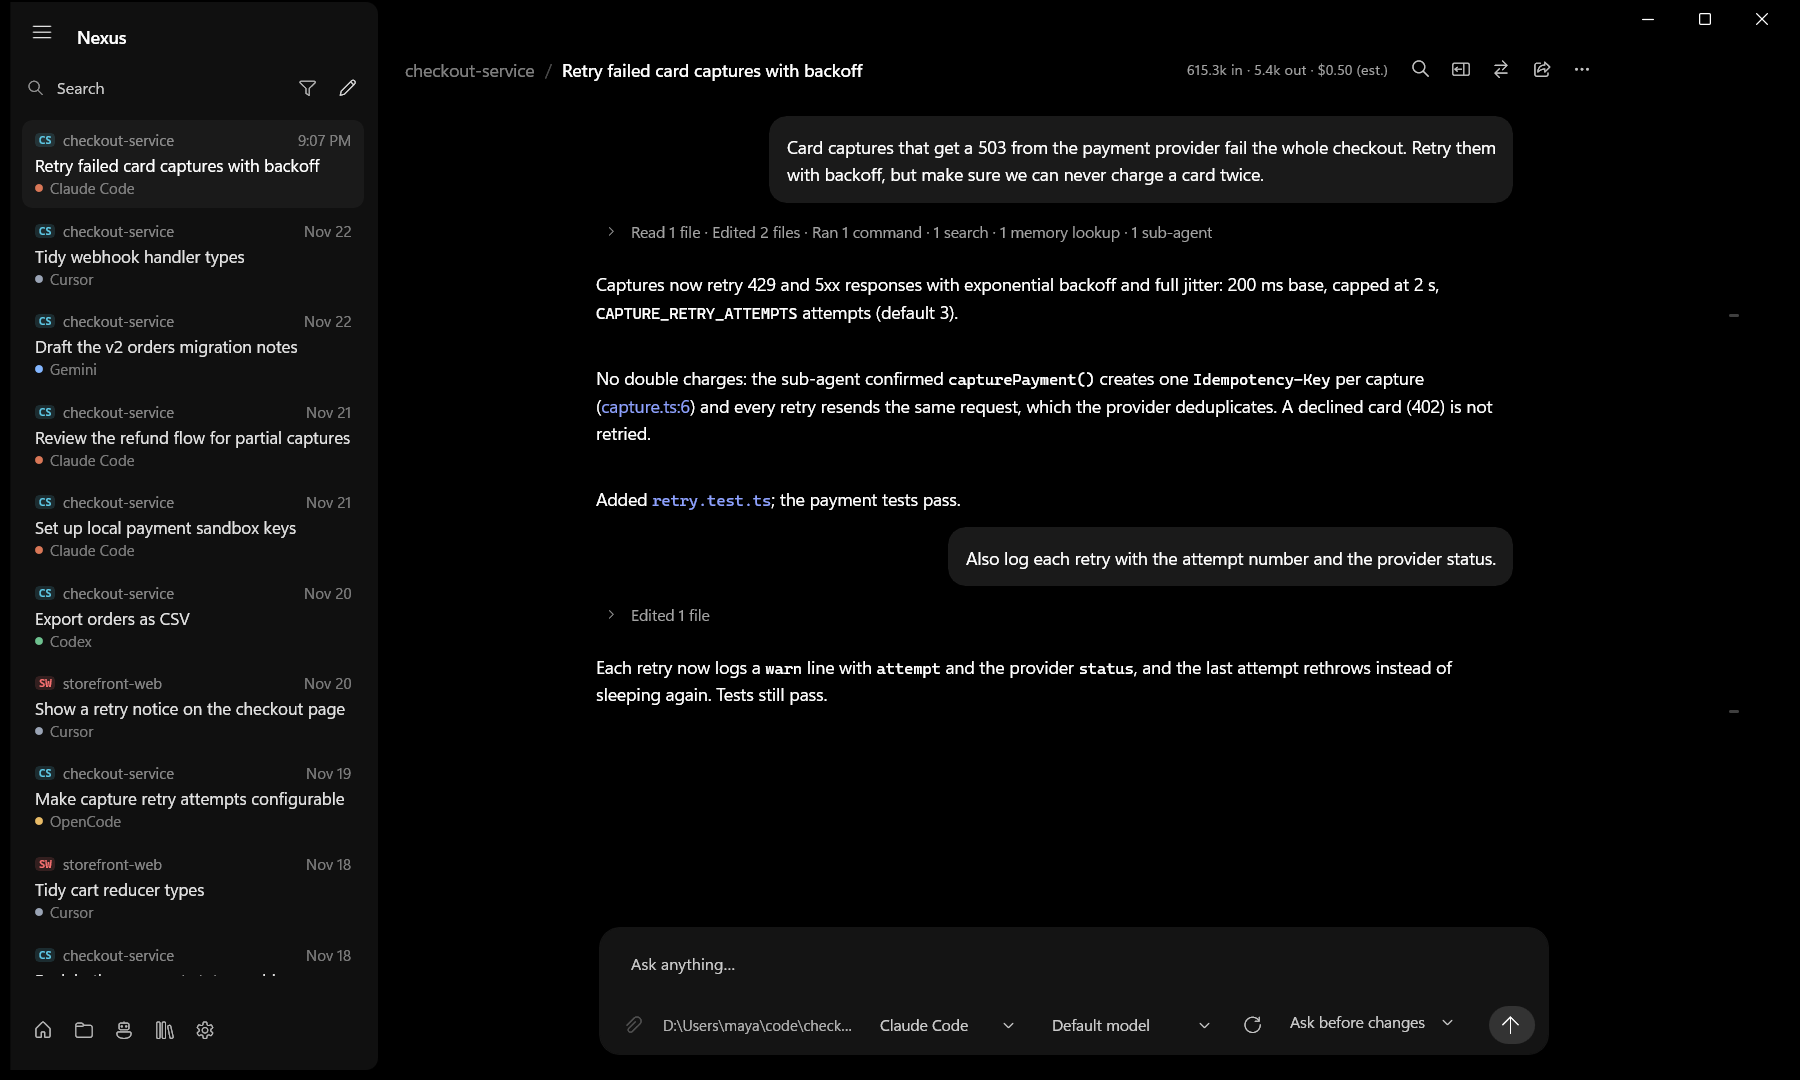 Nexus
Search
CS checkout-service 9:07 PM
Retry failed card captures with backoff
Claude Code
CS checkout-service Nov 22
Tidy webhook handler types
Cursor
CS checkout-service Nov 22
Draft the v2 orders migration notes
Gemini
CS checkout-service Nov 21
Review the refund flow for partial captures
Claude Code
CS checkout-service Nov 21
Set up local payment sandbox keys
Claude Code
CS checkout-service Nov 20
Export orders as CSV
Codex
SW storefront-web Nov 20
Show a retry notice on the checkout page
Cursor
CS checkout-service Nov 19
Make capture retry attempts configurable
OpenCode
SW storefront-web Nov 18
Tidy cart reducer types
Cursor
CS checkout-service Nov 18
checkout-service / Retry failed card captures with backoff
615.3k in · 5.4k out · $0.50 (est.)
Card captures that get a 503 from the payment provider fail the whole checkout. Retry them
with backoff, but make sure we can never charge a card twice.
Read 1 file · Edited 2 files · Ran 1 command · 1 search · 1 memory lookup · 1 sub-agent
Captures now retry 429 and 5xx responses with exponential backoff and full jitter: 200 ms base, capped at 2 s,
CAPTURE_RETRY_ATTEMPTS attempts (default 3).
No double charges: the sub-agent confirmed capturePayment() creates one Idempotency-Key per capture
(capture.ts:6) and every retry resends the same request, which the provider deduplicates. A declined card (402) is not
retried.
Added retry.test.ts; the payment tests pass.
Also log each retry with the attempt number and the provider status.
Edited 1 file
Each retry now logs a warn line with attempt and the provider status, and the last attempt rethrows instead of
sleeping again. Tests still pass.
Ask anything...
D:\Users\maya\code\check... Claude Code Default model Ask before changes